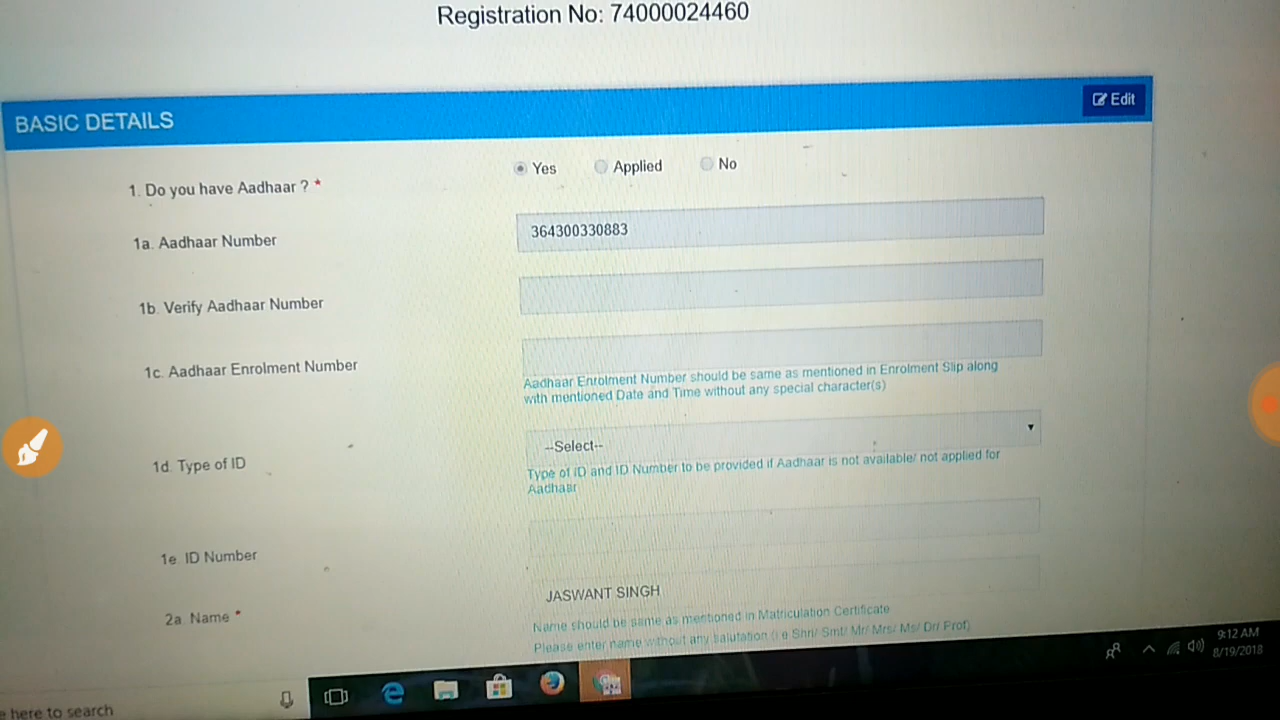 Registration No: 74000024460
BASIC DETAILS
Edit
1. Do you have Aadhaar ? *
Yes
Applied
No
1a. Aadhaar Number
364300330883
1b. Verify Aadhaar Number
1c. Aadhaar Enrolment Number
Aadhaar Enrolment Number should be same as mentioned in Enrolment Slip along
with mentioned Date and Time without any special character(s)
1d. Type of ID
--Select--
Type of ID and ID Number to be provided if Aadhaar is not available/ not applied for
Aadhaar
1e. ID Number
2a. Name *
JASWANT SINGH
Name should be same as mentioned in Matriculation Certificate
Please enter name without any salutation (i.e Shri/ Smt/ Mr/ Mrs/ Ms/ Dr/ Prof)
e here to search
9:12 AM
8/19/2018